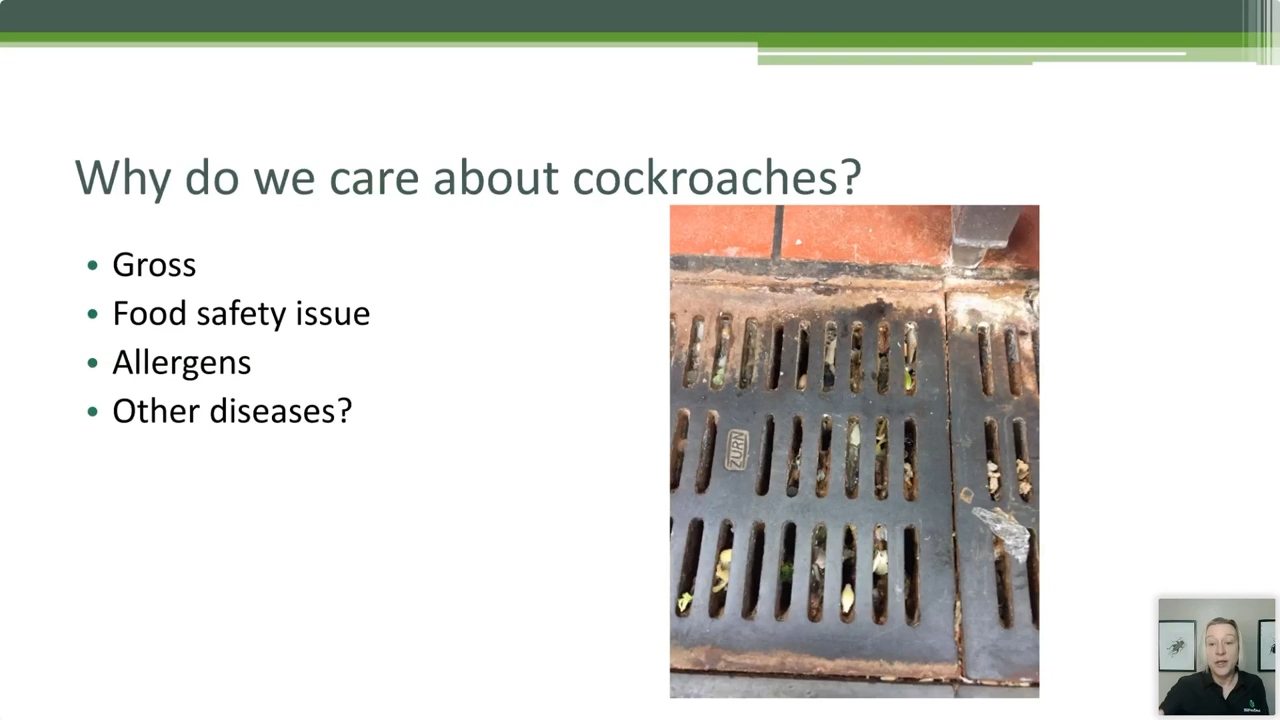 Why do we care about cockroaches?
• Gross
• Food safety issue
• Allergens
• Other diseases?
ZURN